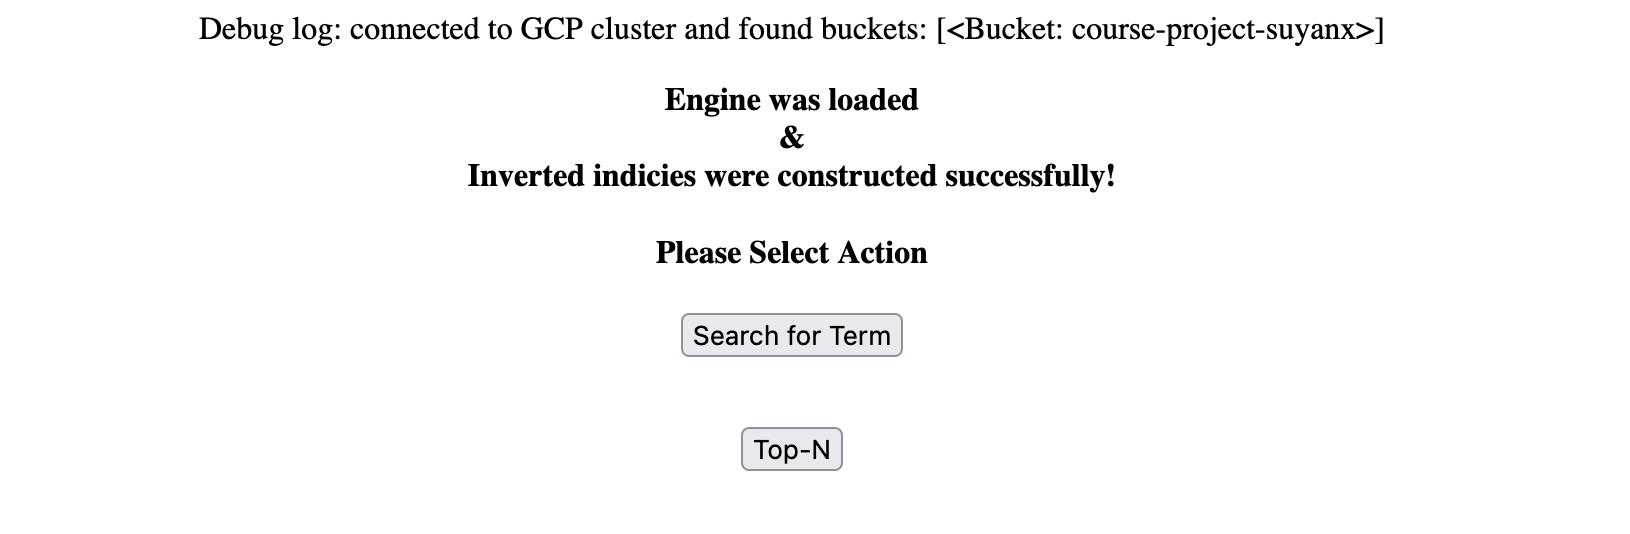 Debug log: connected to GCP cluster and found buckets: [<Bucket: course-project-suyanx>]
Engine was loaded
&
Inverted indicies were constructed successfully!
Please Select Action
Search for Term
Top-N